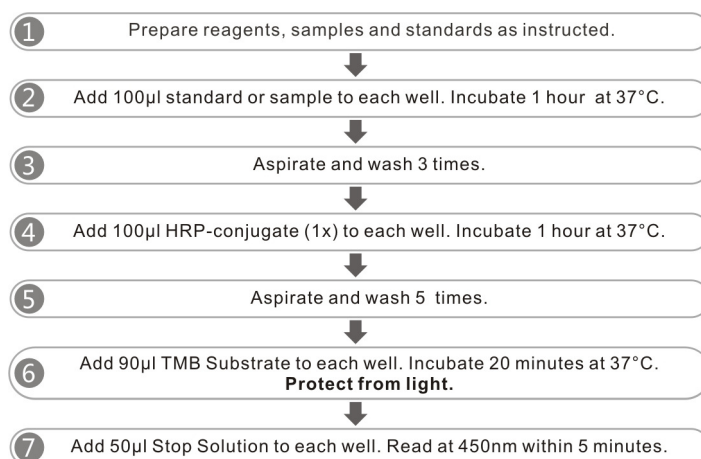 1 Prepare reagents, samples and standards as instructed.
2 Add 100µl standard or sample to each well. Incubate 1 hour at 37°C.
3 Aspirate and wash 3 times.
4 Add 100µl HRP-conjugate (1x) to each well. Incubate 1 hour at 37°C.
5 Aspirate and wash 5 times.
6 Add 90µl TMB Substrate to each well. Incubate 20 minutes at 37°C.
Protect from light.
7 Add 50µl Stop Solution to each well. Read at 450nm within 5 minutes.